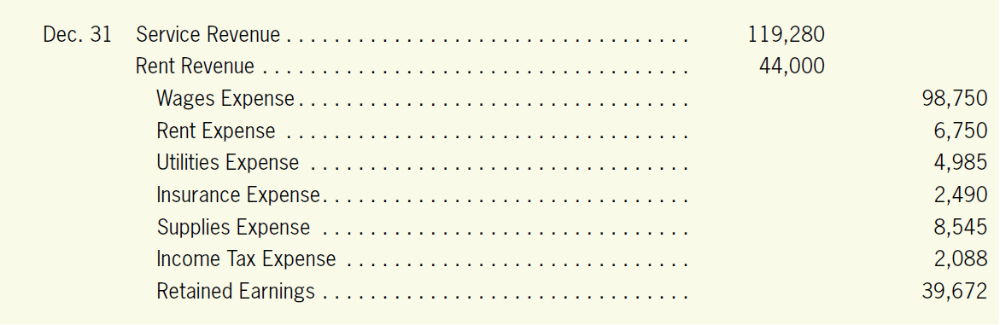 Dec. 31 Service Revenue . . . . . . . . . . . . . . . . . . . . . . . . . . . . . . . . . . 119,280
Rent Revenue . . . . . . . . . . . . . . . . . . . . . . . . . . . . . . . . . . . . 44,000
Wages Expense . . . . . . . . . . . . . . . . . . . . . . . . . . . . . . . . . 98,750
Rent Expense . . . . . . . . . . . . . . . . . . . . . . . . . . . . . . . . . . 6,750
Utilities Expense . . . . . . . . . . . . . . . . . . . . . . . . . . . . . . . . 4,985
Insurance Expense . . . . . . . . . . . . . . . . . . . . . . . . . . . . . . . 2,490
Supplies Expense . . . . . . . . . . . . . . . . . . . . . . . . . . . . . . . 8,545
Income Tax Expense . . . . . . . . . . . . . . . . . . . . . . . . . . . . . 2,088
Retained Earnings . . . . . . . . . . . . . . . . . . . . . . . . . . . . . . . 39,672